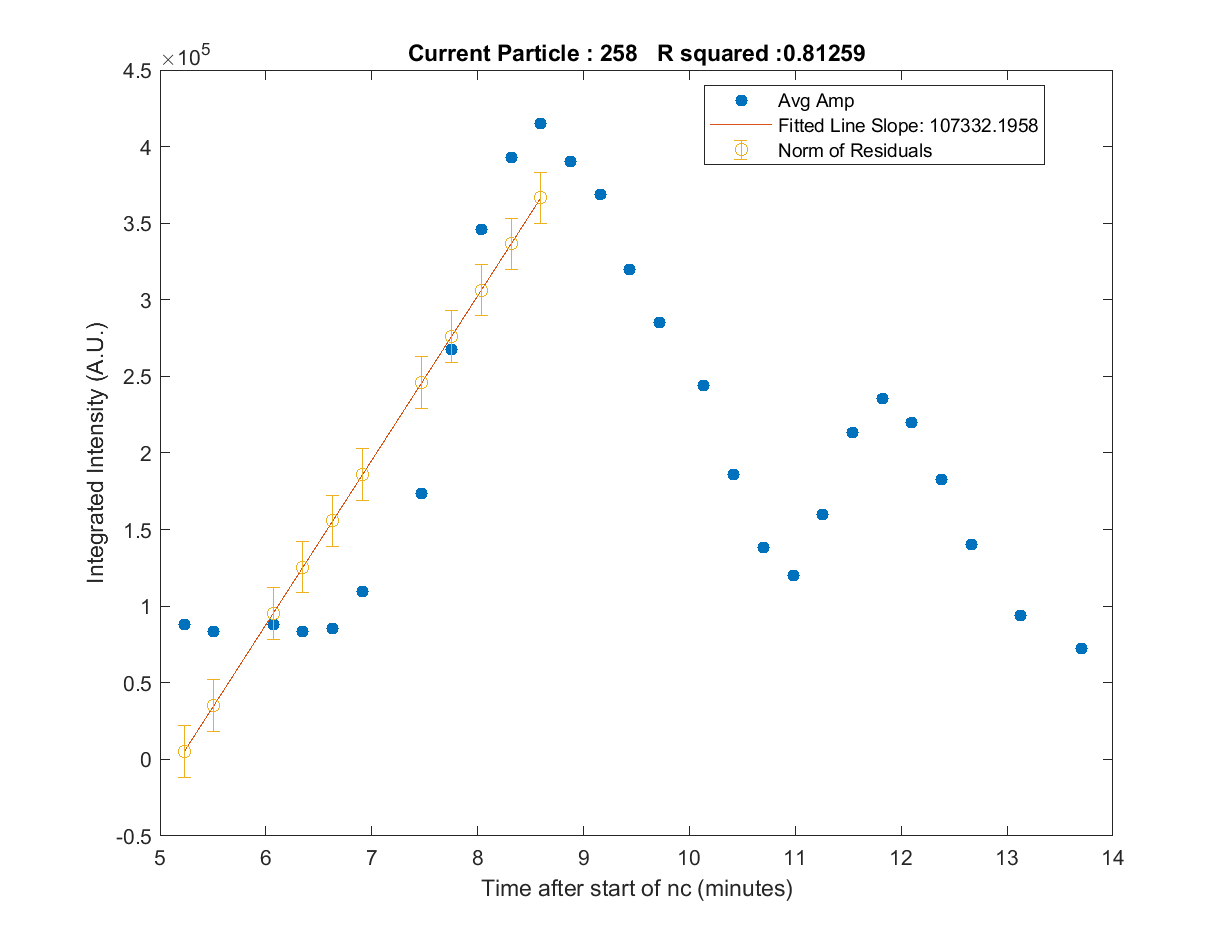 Current Particle : 258   R squared :0.81259
×10^5
4.5
4
3.5
3
2.5
2
1.5
1
0.5
0
-0.5
5 6 7 8 9 10 11 12 13 14
Time after start of nc (minutes)
Integrated Intensity (A.U.)
Avg Amp
Fitted Line Slope: 107332.1958
Norm of Residuals